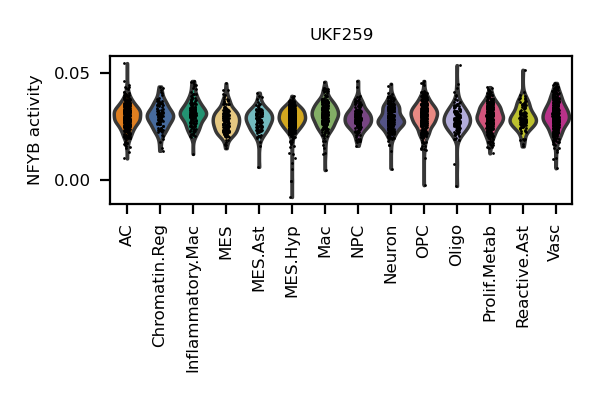 UKF259
NFYB activity
0.05
0.00
AC
Chromatin.Reg
Inflammatory.Mac
MES
MES.Ast
MES.Hyp
Mac
NPC
Neuron
OPC
Oligo
Prolif.Metab
Reactive.Ast
Vasc